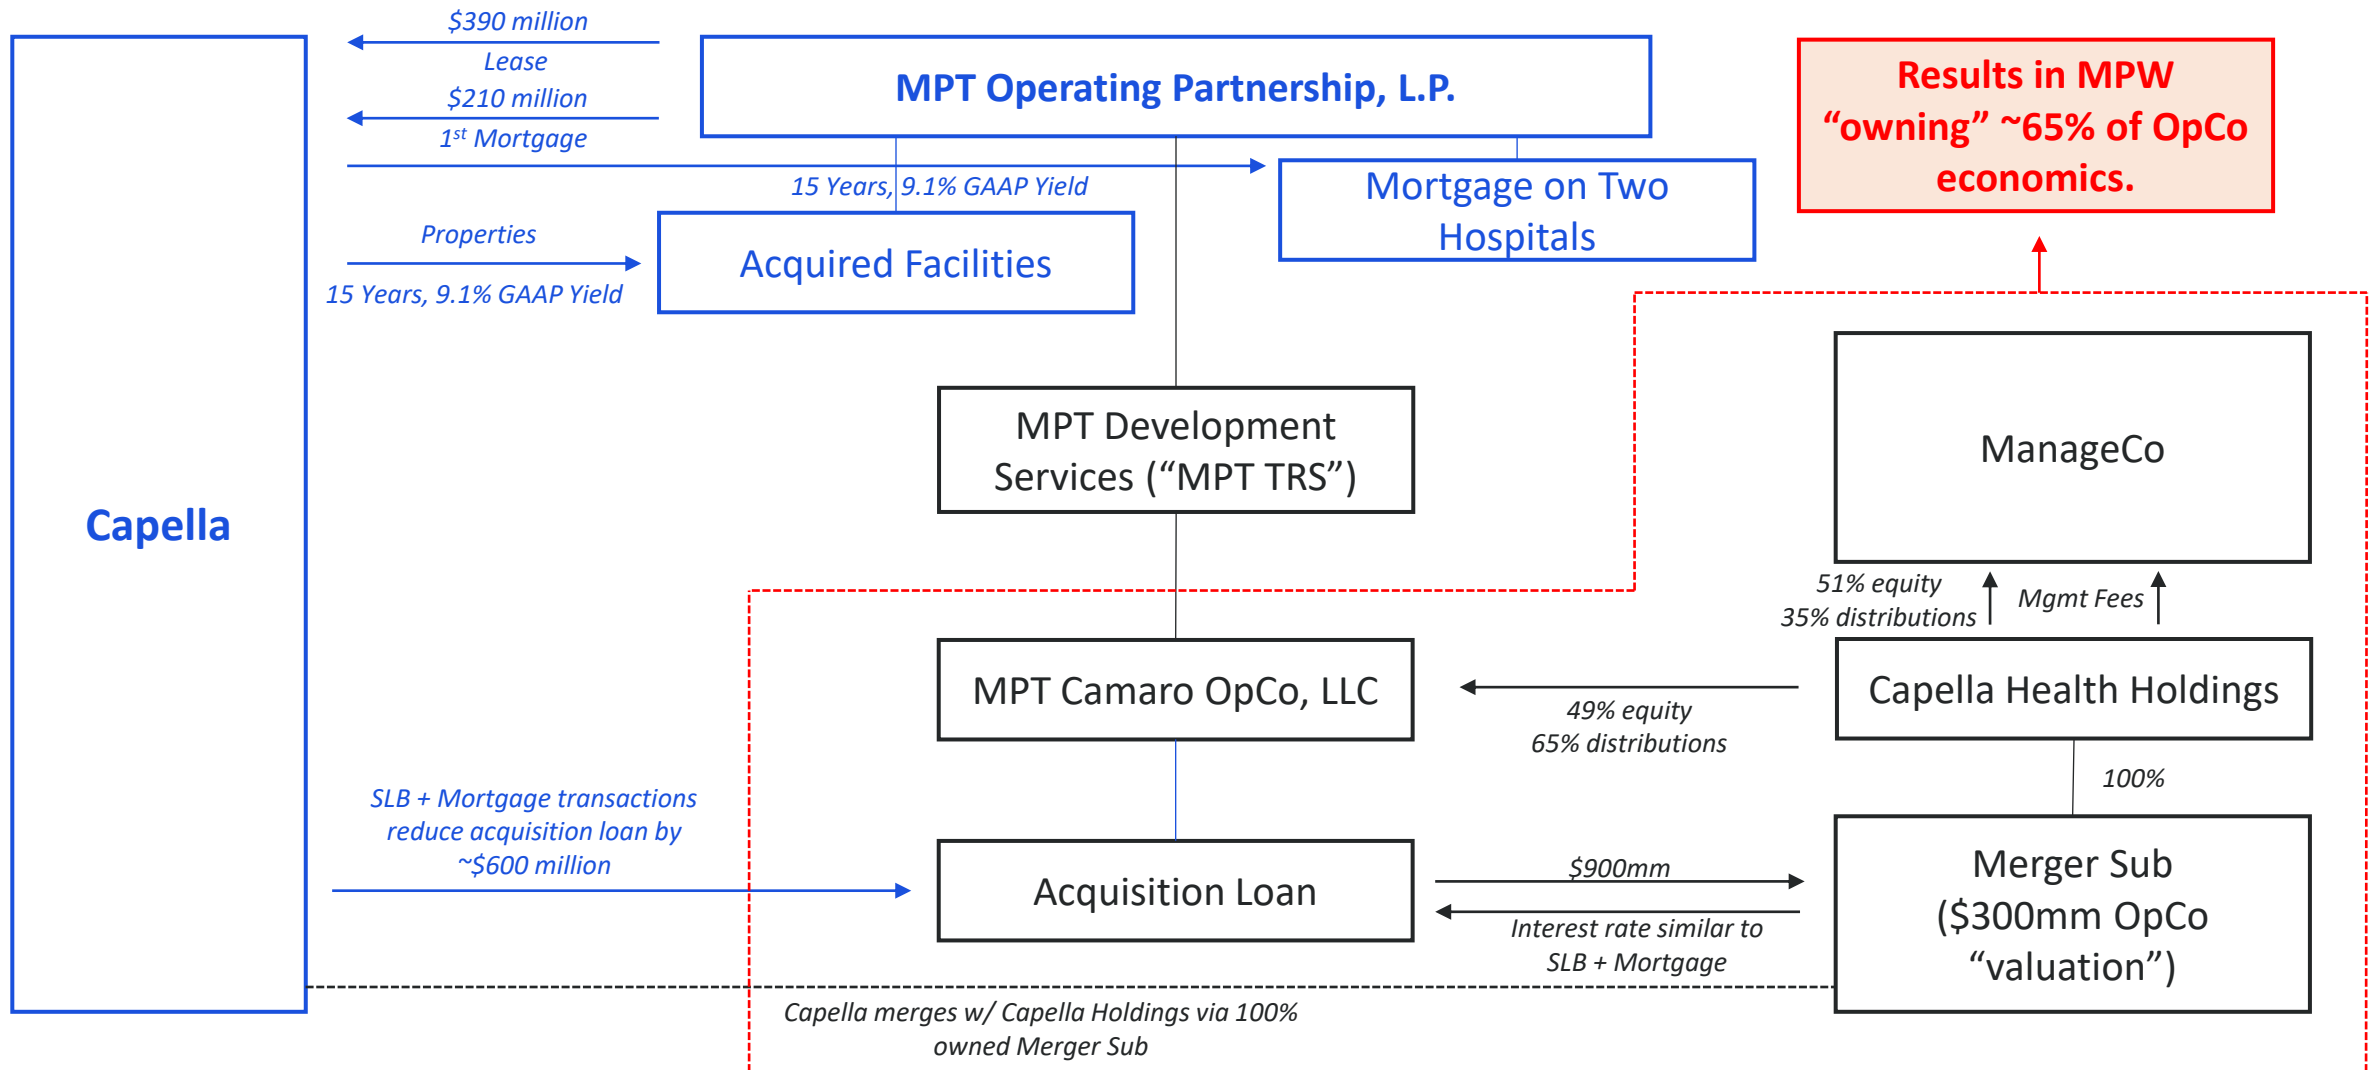 $390 million
Lease
$210 million
1st Mortgage
MPT Operating Partnership, L.P.
Results in MPW
“owning” ~65% of OpCo
economics.
15 Years, 9.1% GAAP Yield
Mortgage on Two
Hospitals
Properties
15 Years, 9.1% GAAP Yield
Acquired Facilities
Capella
MPT Development
Services (“MPT TRS”)
ManageCo
51% equity
35% distributions
Mgmt Fees
MPT Camaro OpCo, LLC
49% equity
65% distributions
Capella Health Holdings
100%
SLB + Mortgage transactions
reduce acquisition loan by
~$600 million
Acquisition Loan
$900mm
Interest rate similar to
SLB + Mortgage
Merger Sub
($300mm OpCo
“valuation”)
Capella merges w/ Capella Holdings via 100%
owned Merger Sub